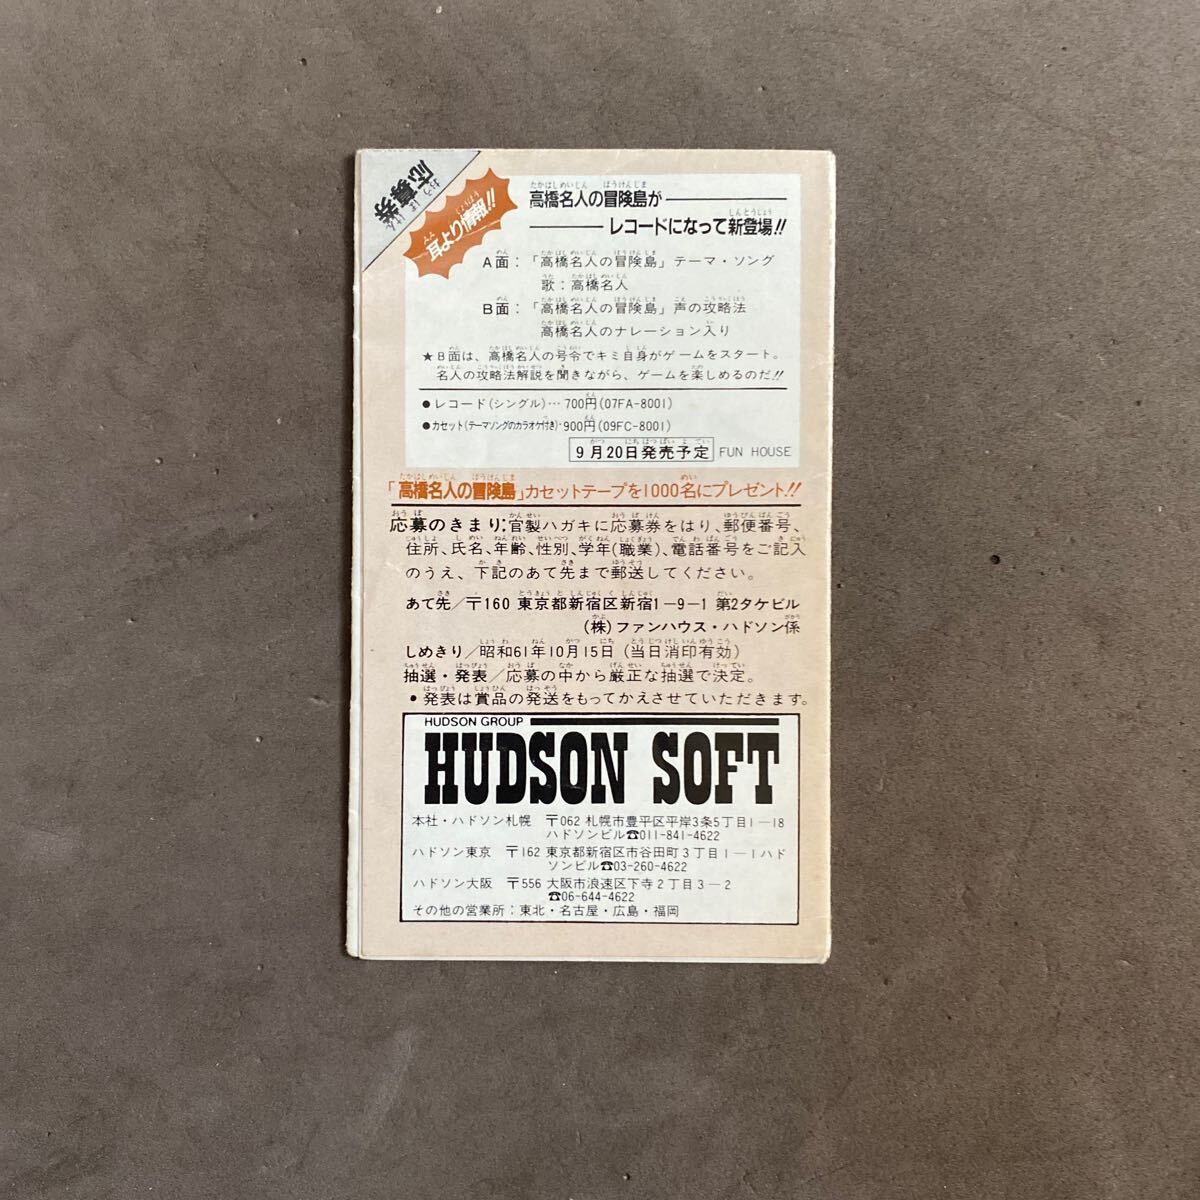 応募券
耳より情報!!
高橋名人の冒険島が
レコードになって新登場!!
A面:「高橋名人の冒険島」テーマ・ソング
歌:高橋名人
B面:「高橋名人の冒険島」声の攻略法
高橋名人のナレーション入り
★B面は、高橋名人の号令でキミ自身がゲームをスタート。
名人の攻略法解説を聞きながら、ゲームを楽しめるのだ!!
●レコード(シングル)…700円(07FA-8001)
●カセット(テーマソングのカラオケ付き)・900円(09FC-8001)
9月20日発売予定 FUN HOUSE
「高橋名人の冒険島」カセットテープを1000名にプレゼント!!
応募のきまり:官製ハガキに応募券をはり、郵便番号、
住所、氏名、年齢、性別、学年(職業)、電話番号をご記入
のうえ、下記のあて先まで郵送してください。
あて先/〒160 東京都新宿区新宿1-9-1 第2タケビル
(株)ファンハウス・ハドソン係
しめきり/昭和61年10月15日(当日消印有効)
抽選・発表/応募の中から厳正な抽選で決定。
●発表は賞品の発送をもってかえさせていただきます。
HUDSON GROUP
HUDSON SOFT
本社・ハドソン札幌 〒062 札幌市豊平区平岸3条5丁目1-18
ハドソンビル☎011-841-4622
ハドソン東京 〒162 東京都新宿区市谷田町3丁目1-1ハド
ソンビル☎03-260-4622
ハドソン大阪 〒556 大阪市浪速区下寺2丁目3-2
☎06-644-4622
その他の営業所:東北・名古屋・広島・福岡